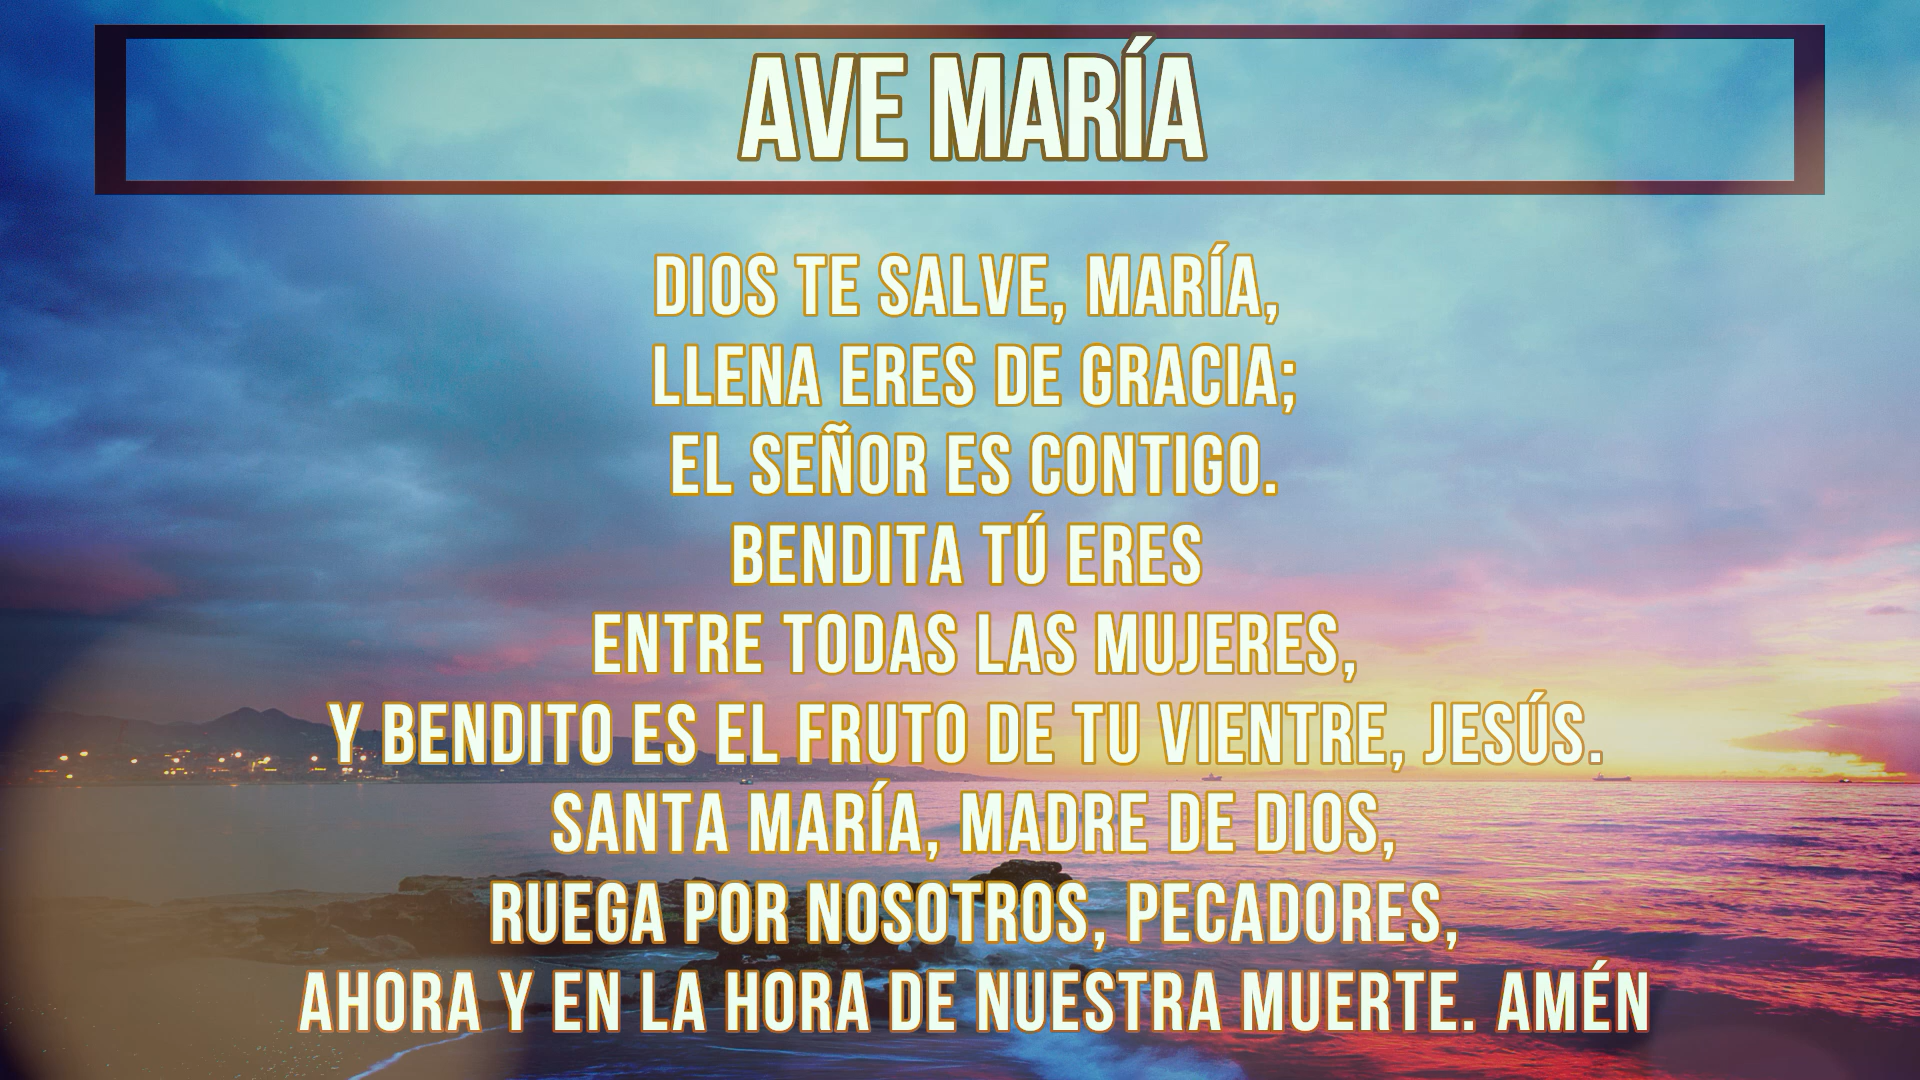 AVE MARÍA
DIOS TE SALVE, MARÍA,
LLENA ERES DE GRACIA;
EL SEÑOR ES CONTIGO.
BENDITA TÚ ERES
ENTRE TODAS LAS MUJERES,
Y BENDITO ES EL FRUTO DE TU VIENTRE, JESÚS.
SANTA MARÍA, MADRE DE DIOS,
RUEGA POR NOSOTROS, PECADORES,
AHORA Y EN LA HORA DE NUESTRA MUERTE. AMÉN